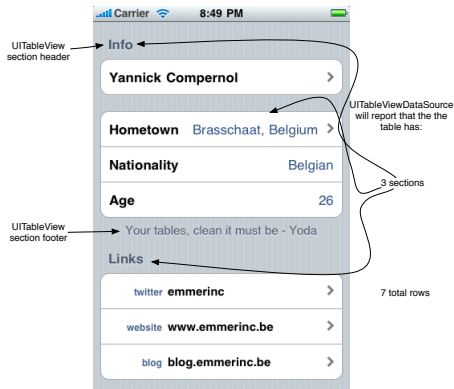 Carrier 8:49 PM
UITableView
section header
Info
Yannick Compernol
UITableViewDataSource
will report that the the
table has:
Hometown Brasschaat, Belgium
Nationality Belgian
3 sections
Age 26
UITableView
section footer
Your tables, clean it must be - Yoda
Links
7 total rows
twitter emmerinc
website www.emmerinc.be
blog blog.emmerinc.be